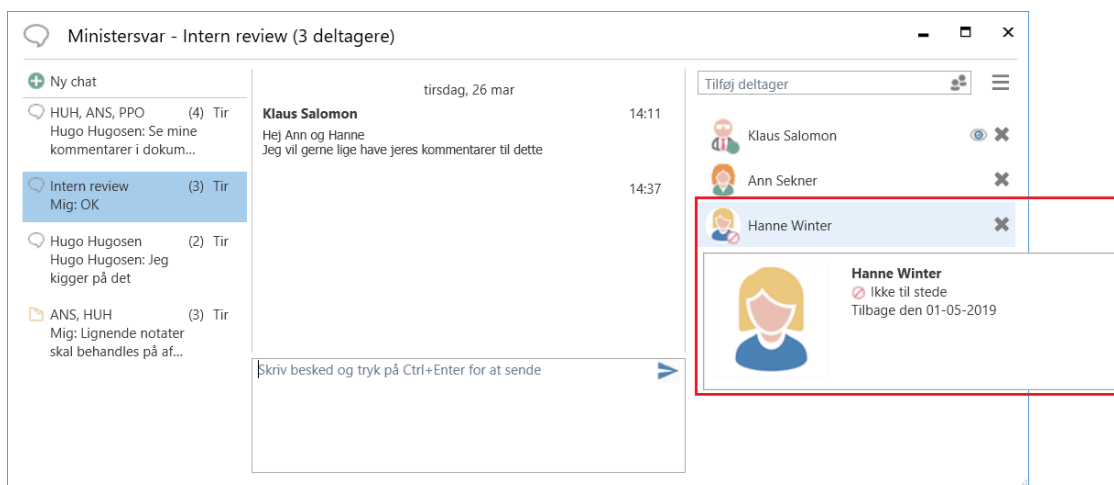 Ministersvar - Intern review (3 deltagere)
Ny chat
HUH, ANS, PPO (4) Tir
Hugo Hugosen: Se mine
kommentarer i dokum...
Intern review (3) Tir
Mig: OK
Hugo Hugosen (2) Tir
Hugo Hugosen: Jeg
kigger på det
ANS, HUH (3) Tir
Mig: Lignende notater
skal behandles på af...
tirsdag, 26 mar
Klaus Salomon 14:11
Hej Ann og Hanne
Jeg vil gerne lige have jeres kommentarer til dette
14:37
Skriv besked og tryk på Ctrl+Enter for at sende
Tilføj deltager
Klaus Salomon
Ann Sekner
Hanne Winter
Hanne Winter
Ikke til stede
Tilbage den 01-05-2019